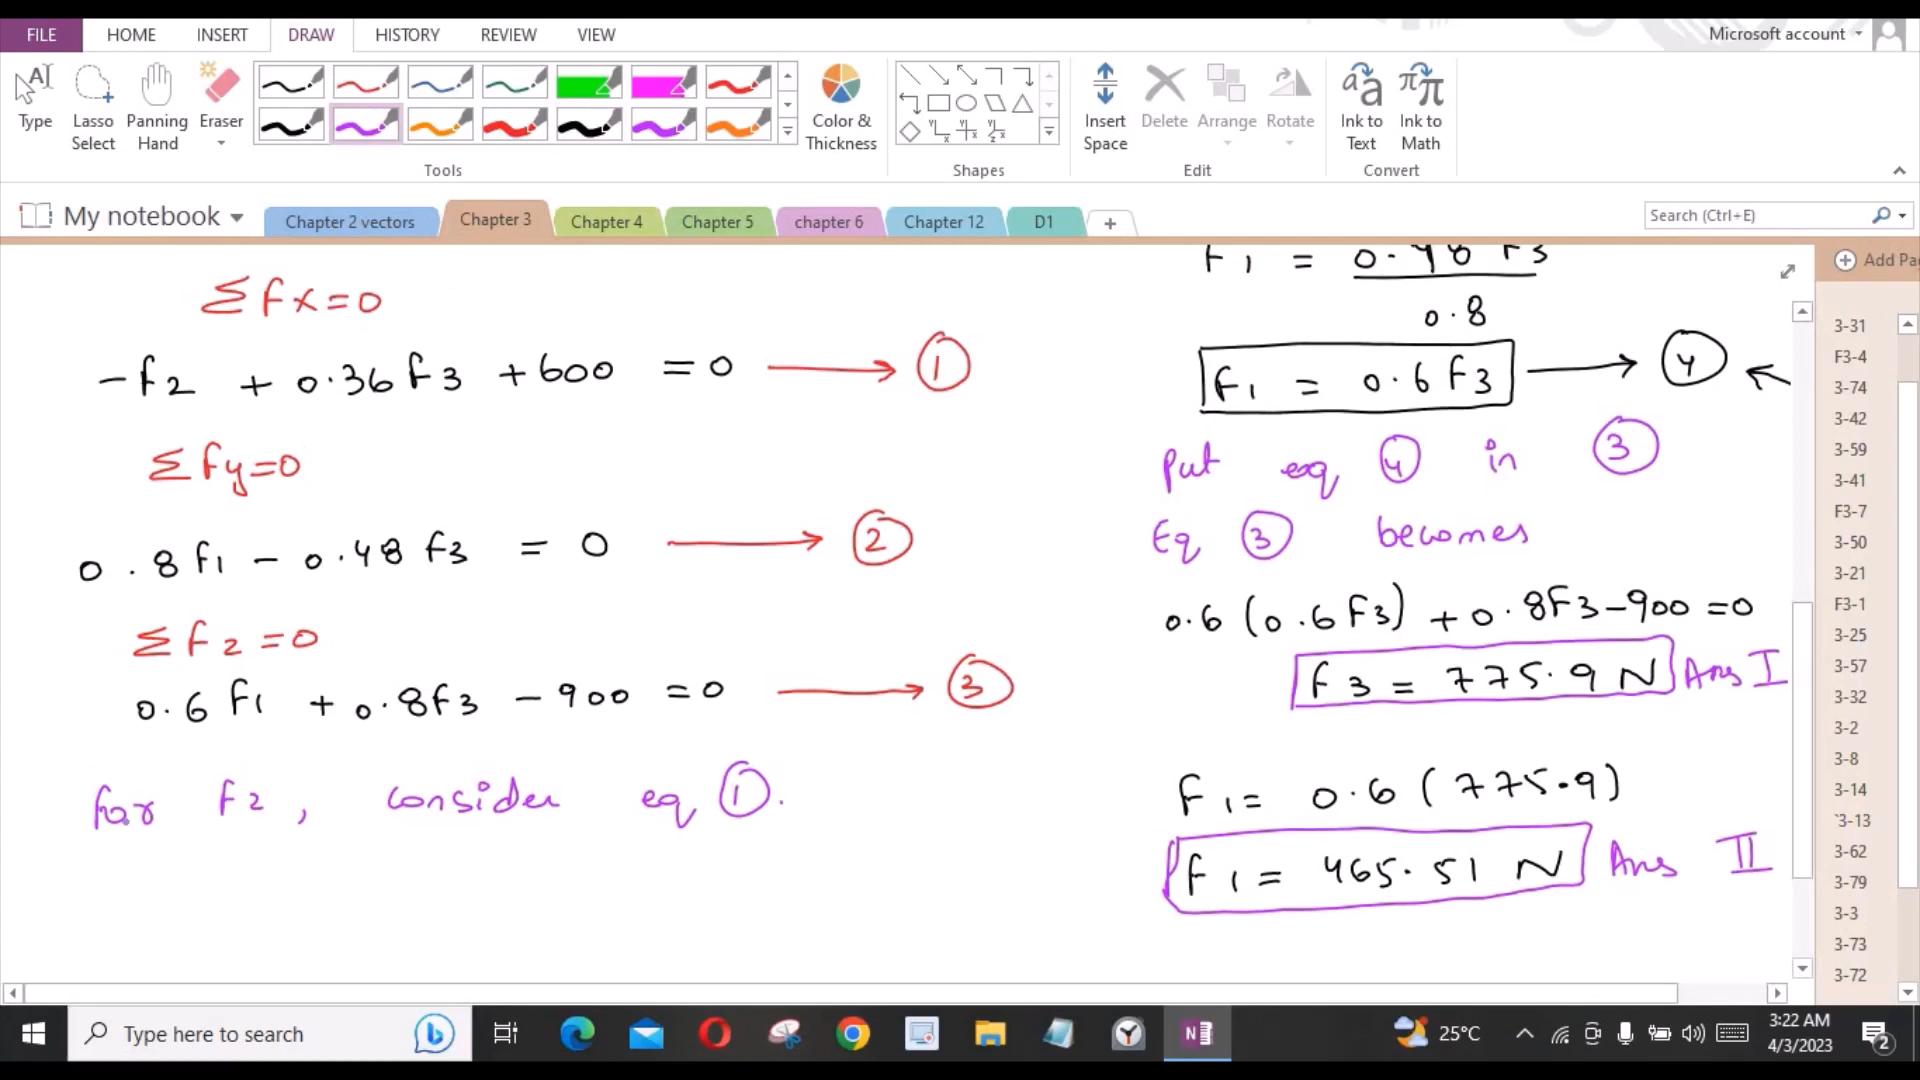 FILE HOME INSERT DRAW HISTORY REVIEW VIEW Microsoft account
Type
Lasso Select
Panning Hand
Eraser
Color & Thickness
Insert Space
Delete
Arrange
Rotate
Ink to Text
Ink to Math
Tools Shapes Edit Convert
My notebook Chapter 2 vectors Chapter 3 Chapter 4 Chapter 5 chapter 6 Chapter 12 D1 + Search (Ctrl+E)
ΣFx=0
-F2 + 0.36F3 +600 = 0 → ①
ΣFy=0
0.8F1 - 0.48F3 = 0 → ②
ΣFz=0
0.6F1 + 0.8F3 - 900 = 0 → ③
for F2, consider eq ①.
F1 = 0.48 F3
0.8
F1 = 0.6F3 → ④ ←
Put eq ④ in ③
Eq ③ becomes
0.6(0.6F3) + 0.8F3-900=0
F3 = 775.9 N Ans I
F1= 0.6(775.9)
F1= 465.51 N Ans II
Add Pa
3-31
F3-4
3-74
3-42
3-59
3-41
F3-7
3-50
3-21
F3-1
3-25
3-57
3-32
3-2
3-8
3-14
`3-13
3-62
3-79
3-3
3-73
3-72
Type here to search
N
25°C
3:22 AM
4/3/2023
2